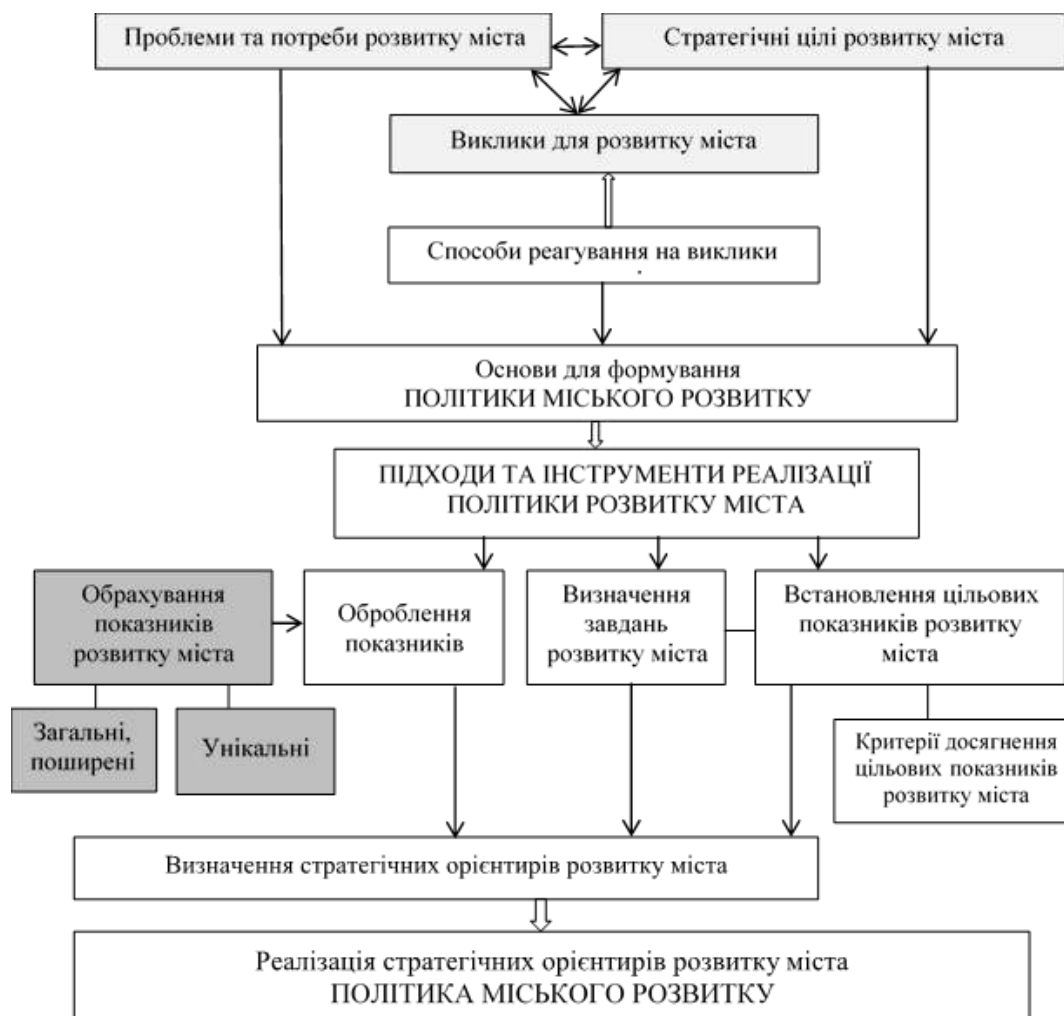 Проблеми та потреби розвитку міста
Стратегічні цілі розвитку міста
Виклики для розвитку міста
Способи реагування на виклики
Основи для формування
ПОЛІТИКИ МІСЬКОГО РОЗВИТКУ
ПІДХОДИ ТА ІНСТРУМЕНТИ РЕАЛІЗАЦІЇ
ПОЛІТИКИ РОЗВИТКУ МІСТА
Обрахування
показників
розвитку міста
Оброблення
показників
Визначення
завдань
розвитку міста
Встановлення цільових
показників розвитку
міста
Загальні,
поширені
Унікальні
Критерії досягнення
цільових показників
розвитку міста
Визначення стратегічних орієнтирів розвитку міста
Реалізація стратегічних орієнтирів розвитку міста
ПОЛІТИКА МІСЬКОГО РОЗВИТКУ